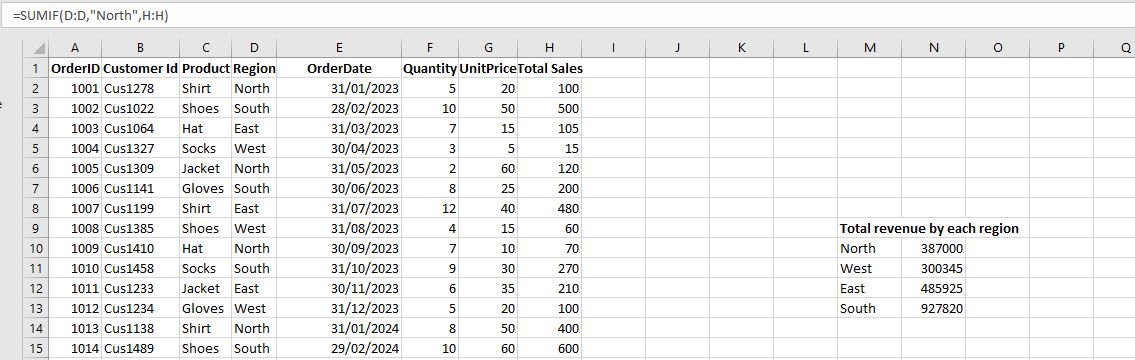 =SUMIF(D:D,"North",H:H)
A B C D E F G H I J K L M N O P Q
1 OrderID Customer Id Product Region OrderDate Quantity UnitPrice Total Sales
2 1001 Cus1278 Shirt North 31/01/2023 5 20 100
3 1002 Cus1022 Shoes South 28/02/2023 10 50 500
4 1003 Cus1064 Hat East 31/03/2023 7 15 105
5 1004 Cus1327 Socks West 30/04/2023 3 5 15
6 1005 Cus1309 Jacket North 31/05/2023 2 60 120
7 1006 Cus1141 Gloves South 30/06/2023 8 25 200
8 1007 Cus1199 Shirt East 31/07/2023 12 40 480
9 1008 Cus1385 Shoes West 31/08/2023 4 15 60 Total revenue by each region
10 1009 Cus1410 Hat North 30/09/2023 7 10 70 North 387000
11 1010 Cus1458 Socks South 31/10/2023 9 30 270 West 300345
12 1011 Cus1233 Jacket East 30/11/2023 6 35 210 East 485925
13 1012 Cus1234 Gloves West 31/12/2023 5 20 100 South 927820
14 1013 Cus1138 Shirt North 31/01/2024 8 50 400
15 1014 Cus1489 Shoes South 29/02/2024 10 60 600